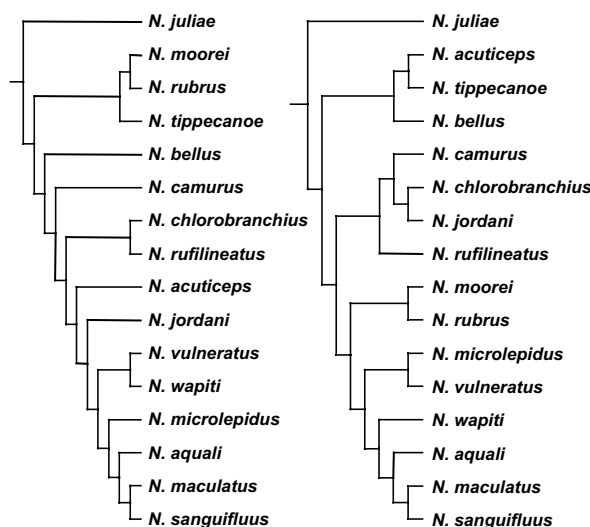 N. juliae
N. moorei
N. rubrus
N. tippecanoe
N. bellus
N. camurus
N. chlorobranchius
N. rufilineatus
N. acuticeps
N. jordani
N. vulneratus
N. wapiti
N. microlepidus
N. aquali
N. maculatus
N. sanguifluus
N. juliae
N. acuticeps
N. tippecanoe
N. bellus
N. camurus
N. chlorobranchius
N. jordani
N. rufilineatus
N. moorei
N. rubrus
N. microlepidus
N. vulneratus
N. wapiti
N. aquali
N. maculatus
N. sanguifluus